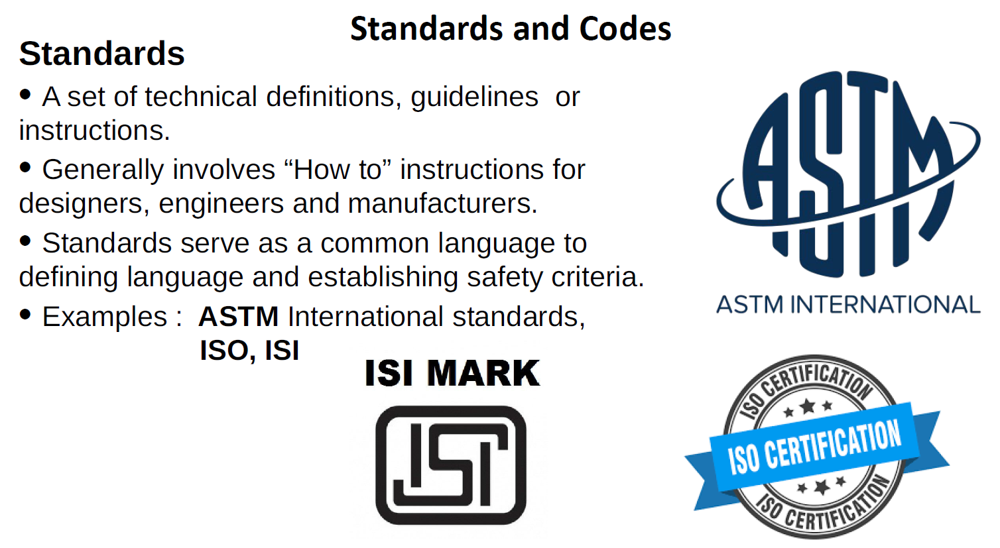 Standards and Codes
Standards
• A set of technical definitions, guidelines  or
instructions.
• Generally involves “How to” instructions for
designers, engineers and manufacturers.
• Standards serve as a common language to
defining language and establishing safety criteria.
• Examples :  ASTM International standards,
ISO, ISI
ASTM
ASTM INTERNATIONAL
ISI MARK
ISI
ISO CERTIFICATION
ISO CERTIFICATION
ISO CERTIFICATION